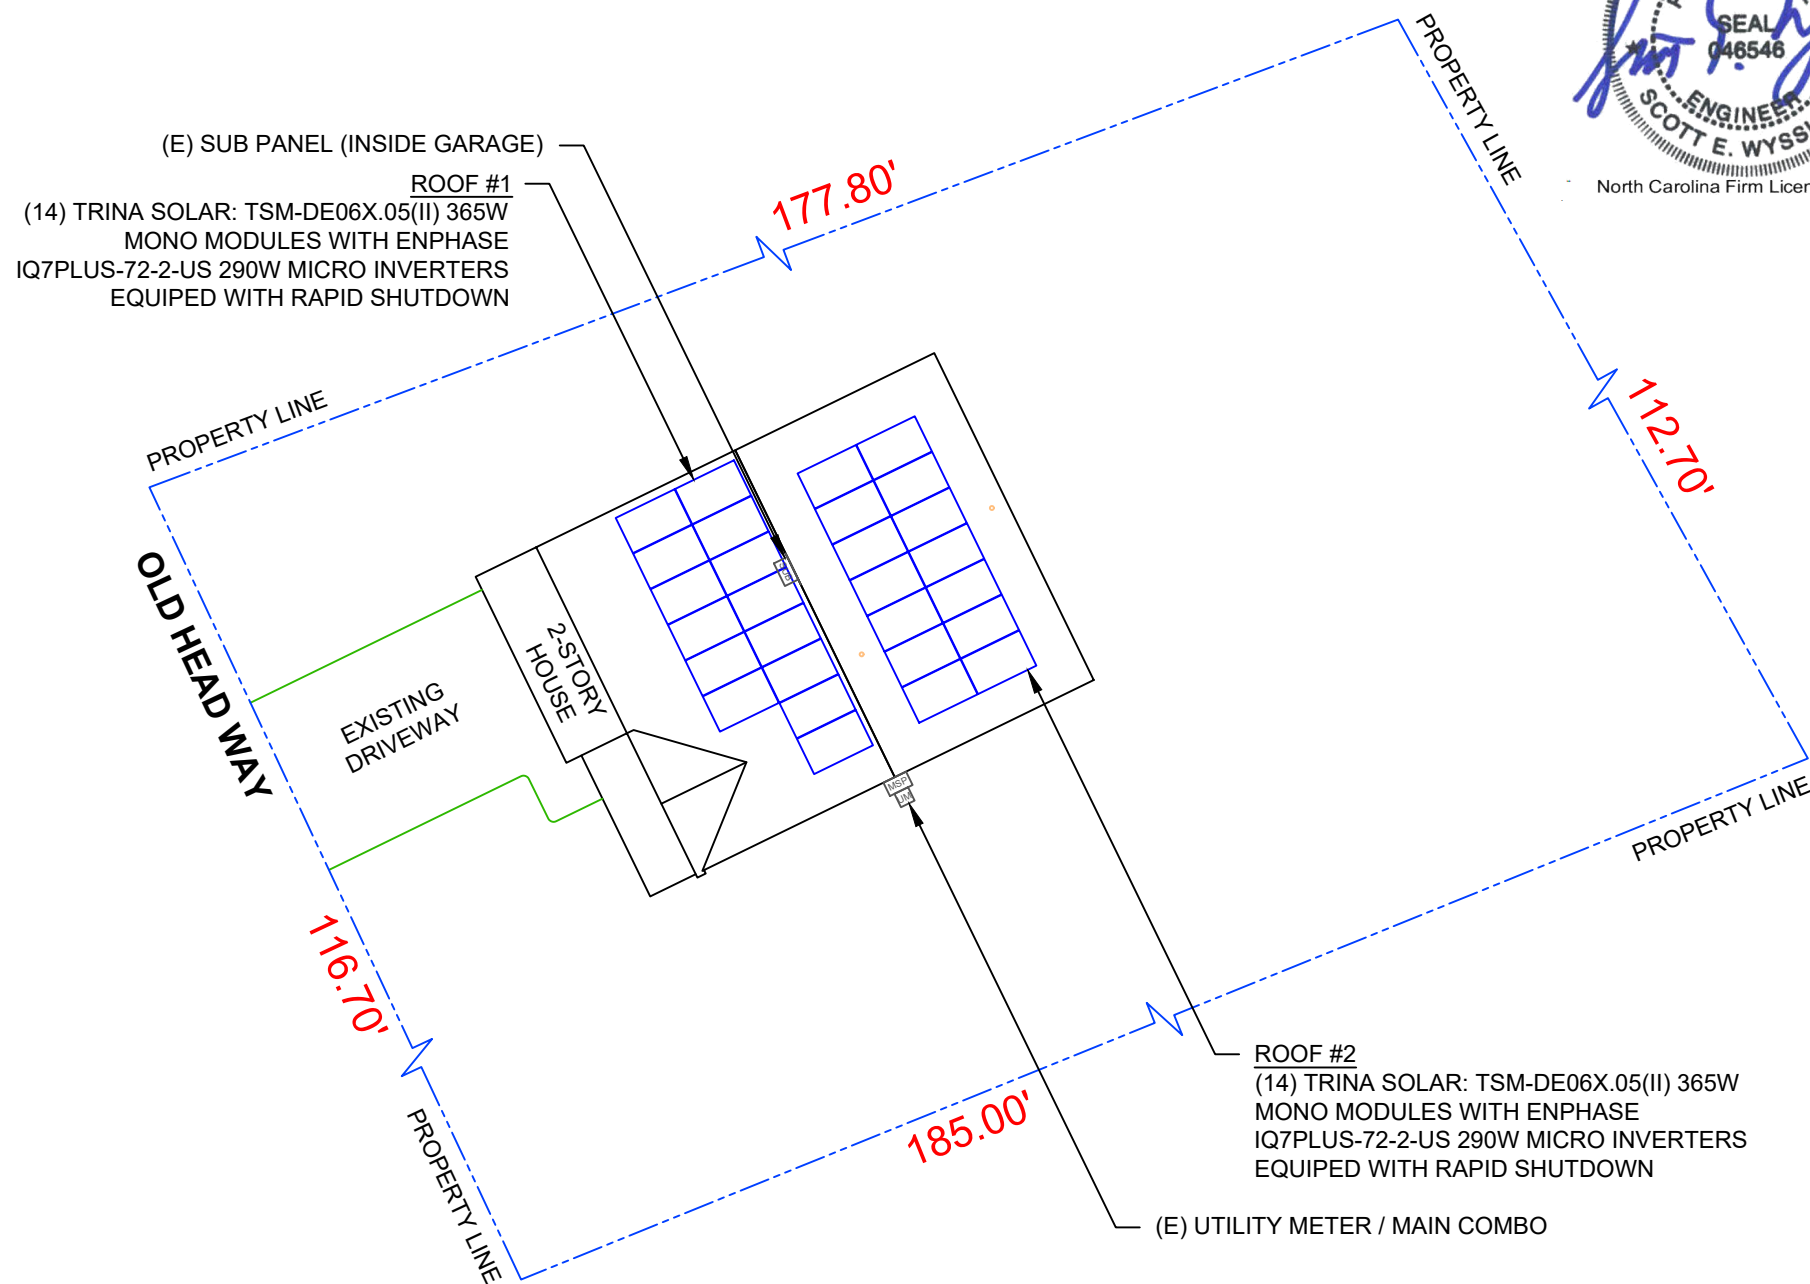 SEAL
046546
ENGINEER
SCOTT E.
North Carolina Firm
PROPERTY LINE
(E) SUB PANEL (INSIDE GARAGE)
ROOF #1
(14) TRINA SOLAR: TSM-DE06X.05(II) 365W
MONO MODULES WITH ENPHASE
IQ7PLUS-72-2-US 290W MICRO INVERTERS
EQUIPED WITH RAPID SHUTDOWN
177.80'
PROPERTY LINE
112.70'
OLD HEAD WAY
EXISTING
DRIVEWAY
2-STORY
HOUSE
SUB
MSP
UM
PROPERTY LINE
116.70'
PROPERTY LINE
185.00'
ROOF #2
(14) TRINA SOLAR: TSM-DE06X.05(II) 365W
MONO MODULES WITH ENPHASE
IQ7PLUS-72-2-US 290W MICRO INVERTERS
EQUIPED WITH RAPID SHUTDOWN
(E) UTILITY METER / MAIN COMBO